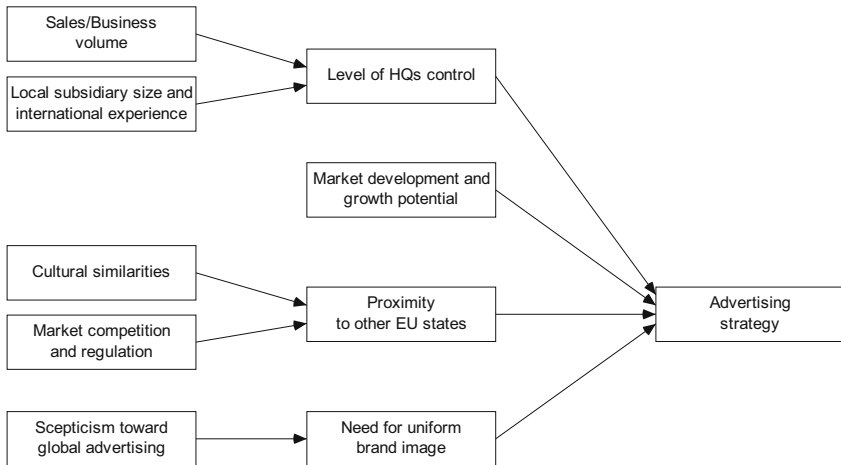 Sales/Business
volume
Local subsidiary size and
international experience
Level of HQs control
Market development and
growth potential
Cultural similarities
Market competition
and regulation
Proximity
to other EU states
Advertising
strategy
Scepticism toward
global advertising
Need for uniform
brand image